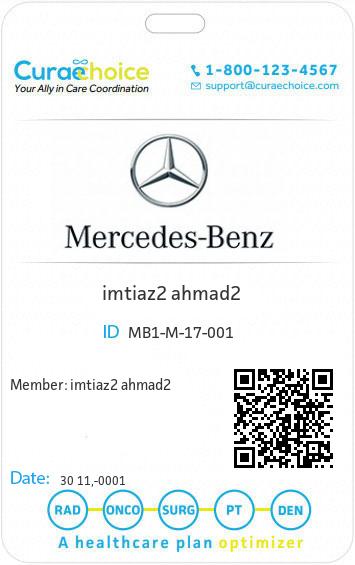 Curaechoice
Your Ally in Care Coordination
1-800-123-4567
support@curaechoice.com
Mercedes-Benz
imtiaz2 ahmad2
ID MB1-M-17-001
Member: imtiaz2 ahmad2
Date: 30 11,-0001
RAD ONCO SURG PT DEN
A healthcare plan optimizer